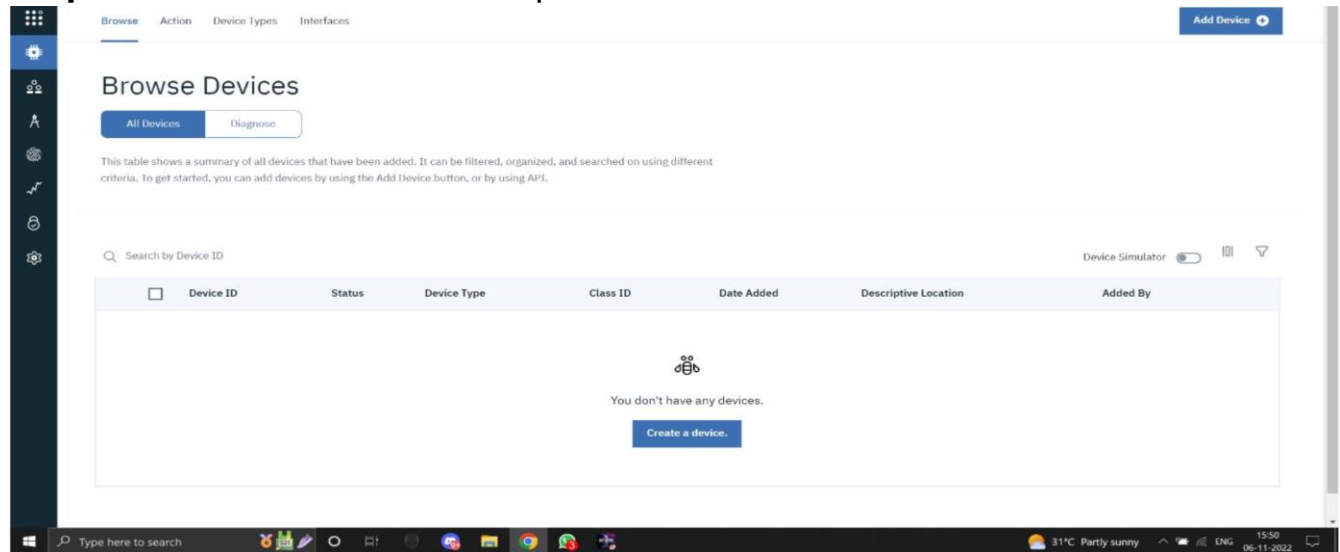 Browse Action Device Types Interfaces
Add Device
Browse Devices
All Devices Diagnose
This table shows a summary of all devices that have been added. It can be filtered, organized, and searched on using different
criteria. To get started, you can add devices by using the Add Device button, or by using API.
Search by Device ID
Device Simulator
Device ID Status Device Type Class ID Date Added Descriptive Location Added By
You don't have any devices.
Create a device.
Type here to search
3
31°C Partly sunny
ENG
15:50
06-11-2022